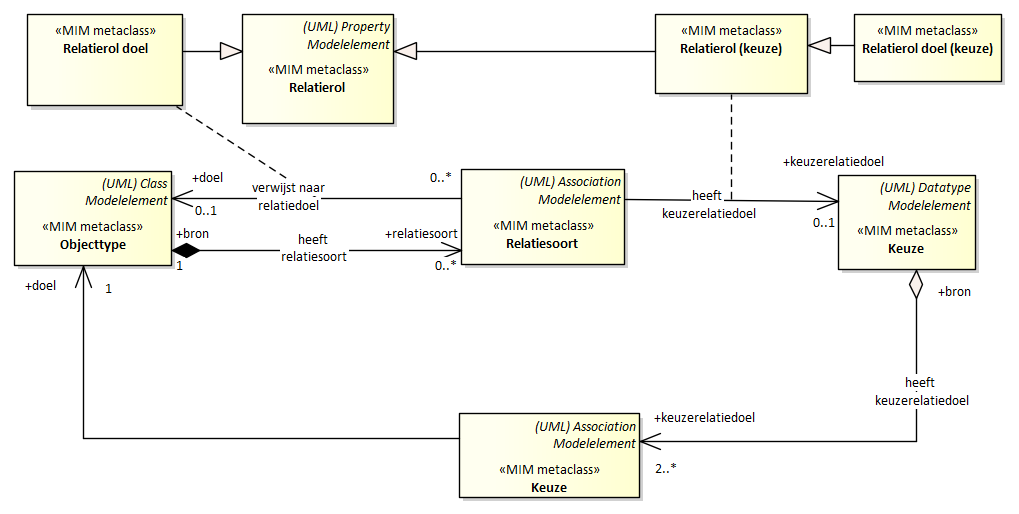 «MIM metaclass»
Relatierol doel
(UML) Property
Modelelement
«MIM metaclass»
Relatierol
«MIM metaclass»
Relatierol (keuze)
«MIM metaclass»
Relatierol doel (keuze)
(UML) Class
Modelelement
«MIM metaclass»
Objecttype
+doel
0..1
verwijst naar
relatiedoel
0..*
+bron
1
heeft
relatiesoort
+relatiesoort
0..*
(UML) Association
Modelelement
«MIM metaclass»
Relatiesoort
heeft
keuzerelatiedoel
+keuzerelatiedoel
0..1
(UML) Datatype
Modelelement
«MIM metaclass»
Keuze
+doel
1
+bron
heeft
keuzerelatiedoel
(UML) Association
Modelelement
«MIM metaclass»
Keuze
+keuzerelatiedoel
2..*